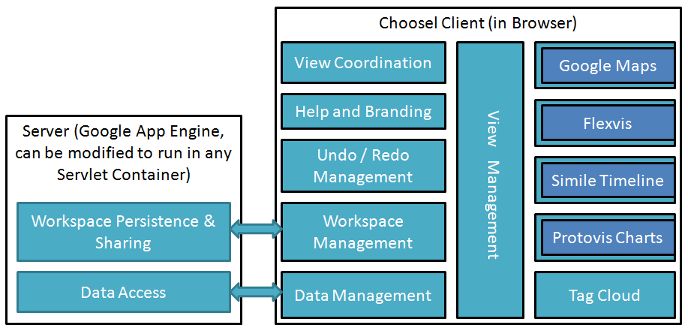 Choosel Client (in Browser)
View Coordination
Help and Branding
Undo / Redo
Management
Workspace
Management
Data Management
View Management
Google Maps
Flexvis
Simile Timeline
Protovis Charts
Tag Cloud
Server (Google App Engine,
can be modified to run in any
Servlet Container)
Workspace Persistence &
Sharing
Data Access